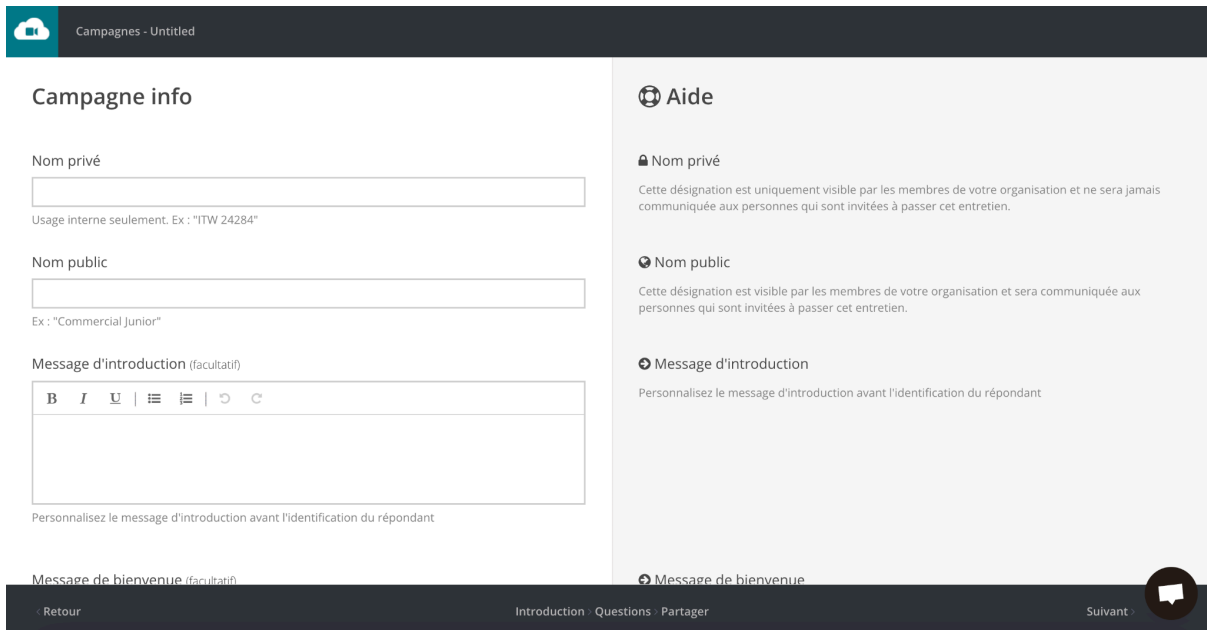 Campagnes - Untitled
Campagne info
Nom privé
Usage interne seulement. Ex : "ITW 24284"
Nom public
Ex : "Commercial Junior"
Message d'introduction (facultatif)
B I U
Personnalisez le message d'introduction avant l'identification du répondant
Message de bienvenue (facultatif)
Aide
Nom privé
Cette désignation est uniquement visible par les membres de votre organisation et ne sera jamais
communiquée aux personnes qui sont invitées à passer cet entretien.
Nom public
Cette désignation est visible par les membres de votre organisation et sera communiquée aux
personnes qui sont invitées à passer cet entretien.
Message d'introduction
Personnalisez le message d'introduction avant l'identification du répondant
Message de bienvenue
‹ Retour
Introduction › Questions › Partager
Suivant ›